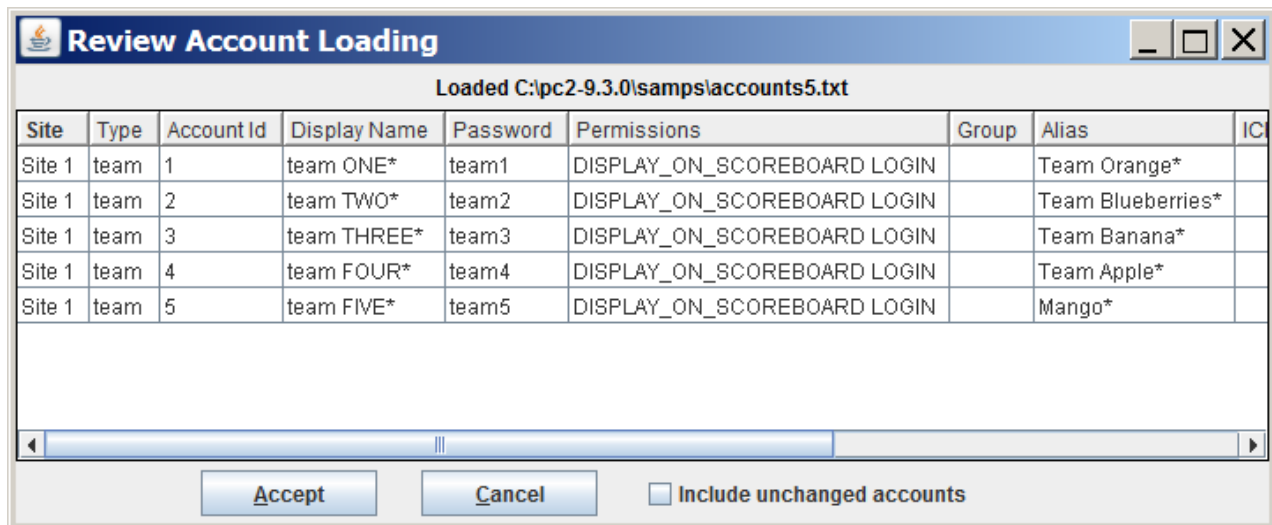 Review Account Loading
Loaded C:\pc2-9.3.0\samps\accounts5.txt
Site Type Account Id Display Name Password Permissions Group Alias ICI
Site 1 team 1 team ONE* team1 DISPLAY_ON_SCOREBOARD LOGIN Team Orange*
Site 1 team 2 team TWO* team2 DISPLAY_ON_SCOREBOARD LOGIN Team Blueberries*
Site 1 team 3 team THREE* team3 DISPLAY_ON_SCOREBOARD LOGIN Team Banana*
Site 1 team 4 team FOUR* team4 DISPLAY_ON_SCOREBOARD LOGIN Team Apple*
Site 1 team 5 team FIVE* team5 DISPLAY_ON_SCOREBOARD LOGIN Mango*
Accept Cancel Include unchanged accounts